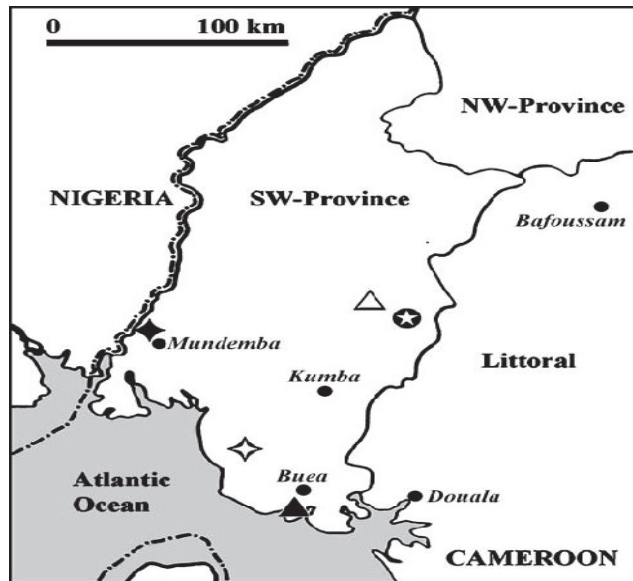 0 100 km
NW-Province
NIGERIA
SW-Province
Bafoussam
Mundemba
Littoral
Kumba
Atlantic
Ocean
Buea
Douala
CAMEROON